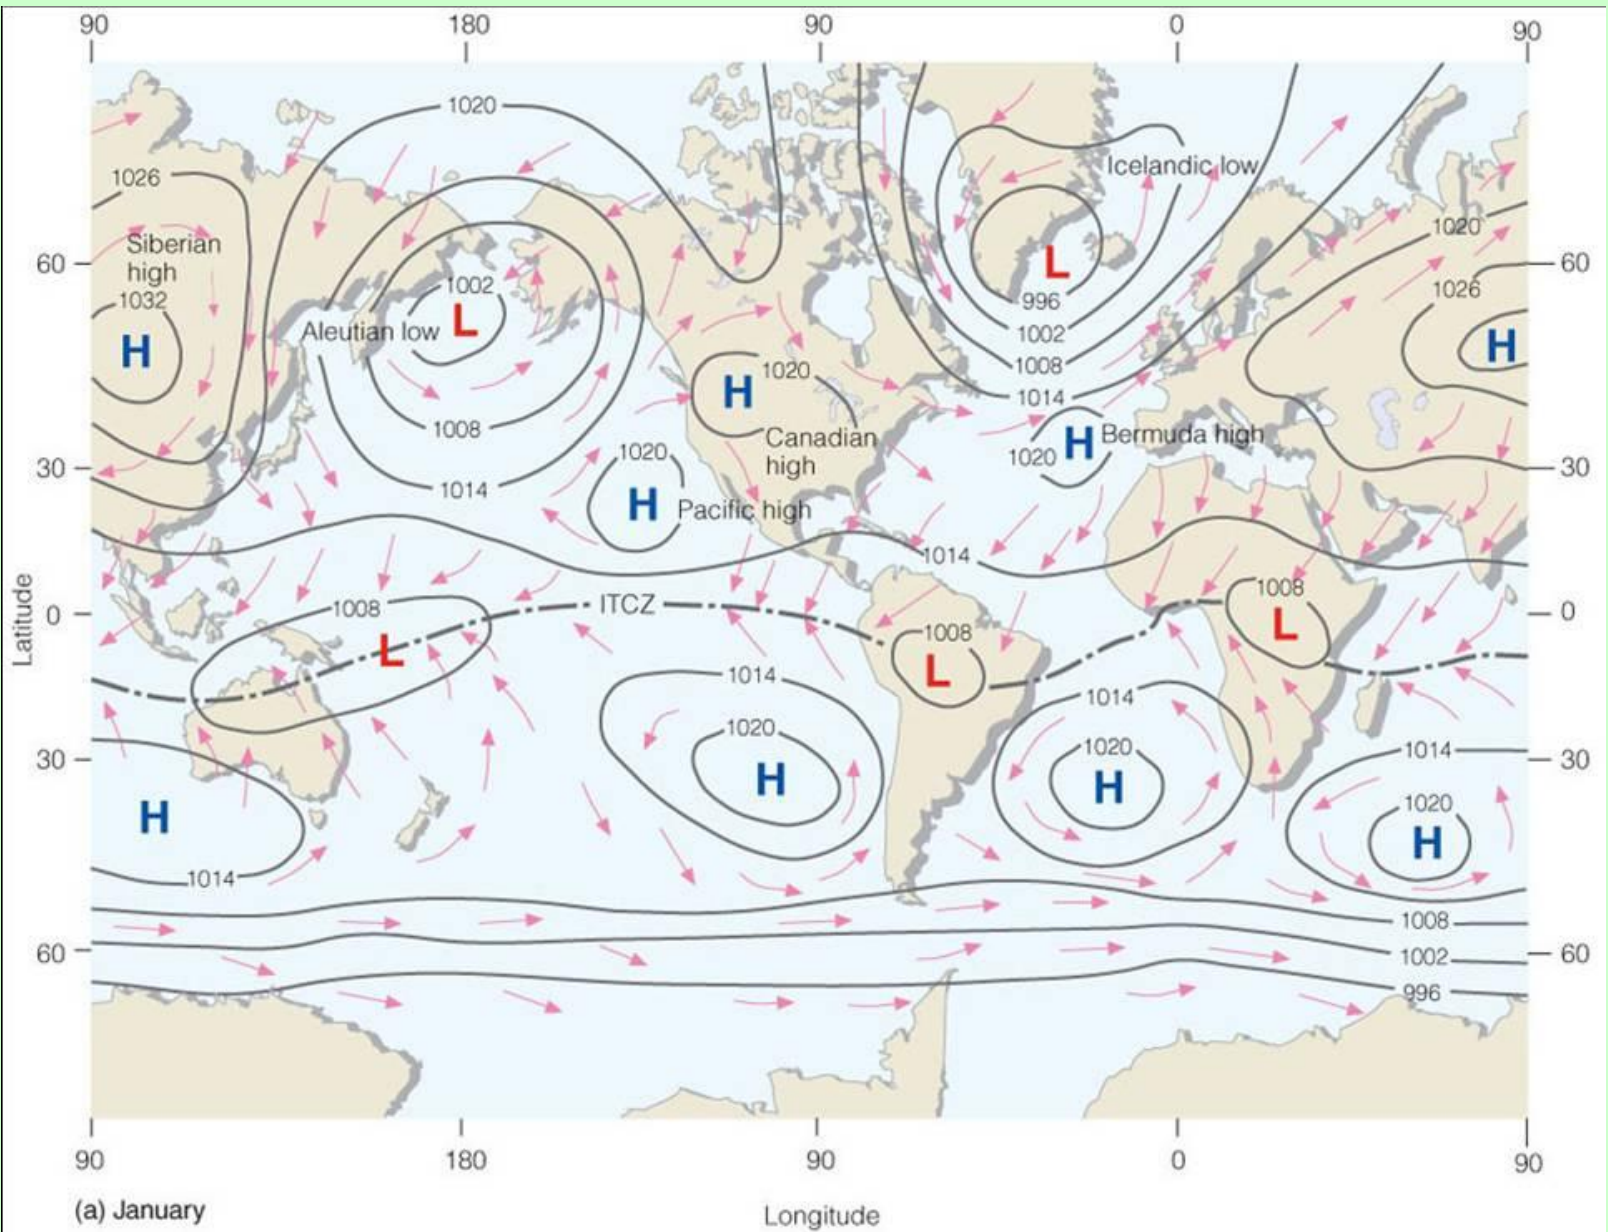 90 180 90 0 90
1020
Icelandic low
1026
1020
Siberian
high
60
60
1002
1026
1032
996
L
L
Aleutian low
1002
H
H
1008
1020
H
1014
1008
Canadian
high
H
Bermuda high
1020
1020
30
30
1014
H
Pacific high
1014
1008
1008
ITCZ
Latitude
0
0
1008
L
L
L
1014
1014
1020
1020
1014
30
30
H
H
1020
H
H
1014
1008
60
1002
60
996
90 180 90 0 90
(a) January
Longitude